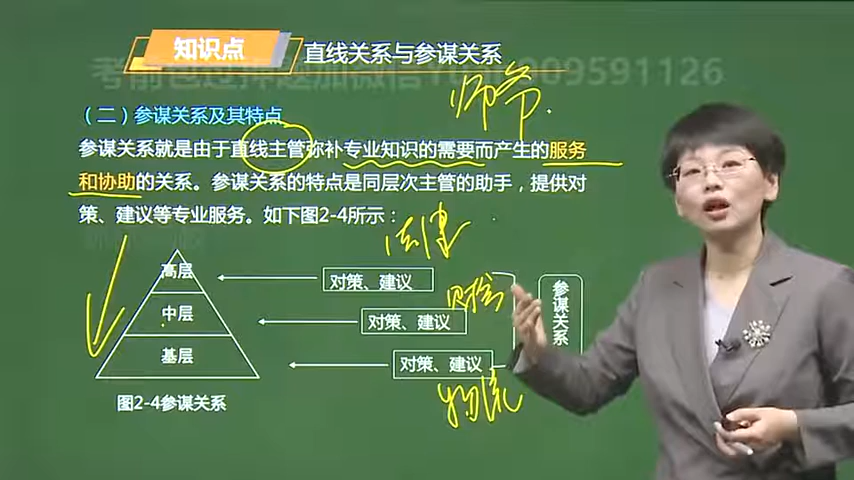 知识点
直线关系与参谋关系
师爷
（二）参谋关系及其特点
参谋关系就是由于直线主管弥补专业知识的需要而产生的服务
和协助的关系。参谋关系的特点是同层次主管的助手，提供对
策、建议等专业服务。如下图2-4所示：
法律
高层
对策、建议
财务
中层
对策、建议
参谋关系
基层
对策、建议
物流
图2-4参谋关系